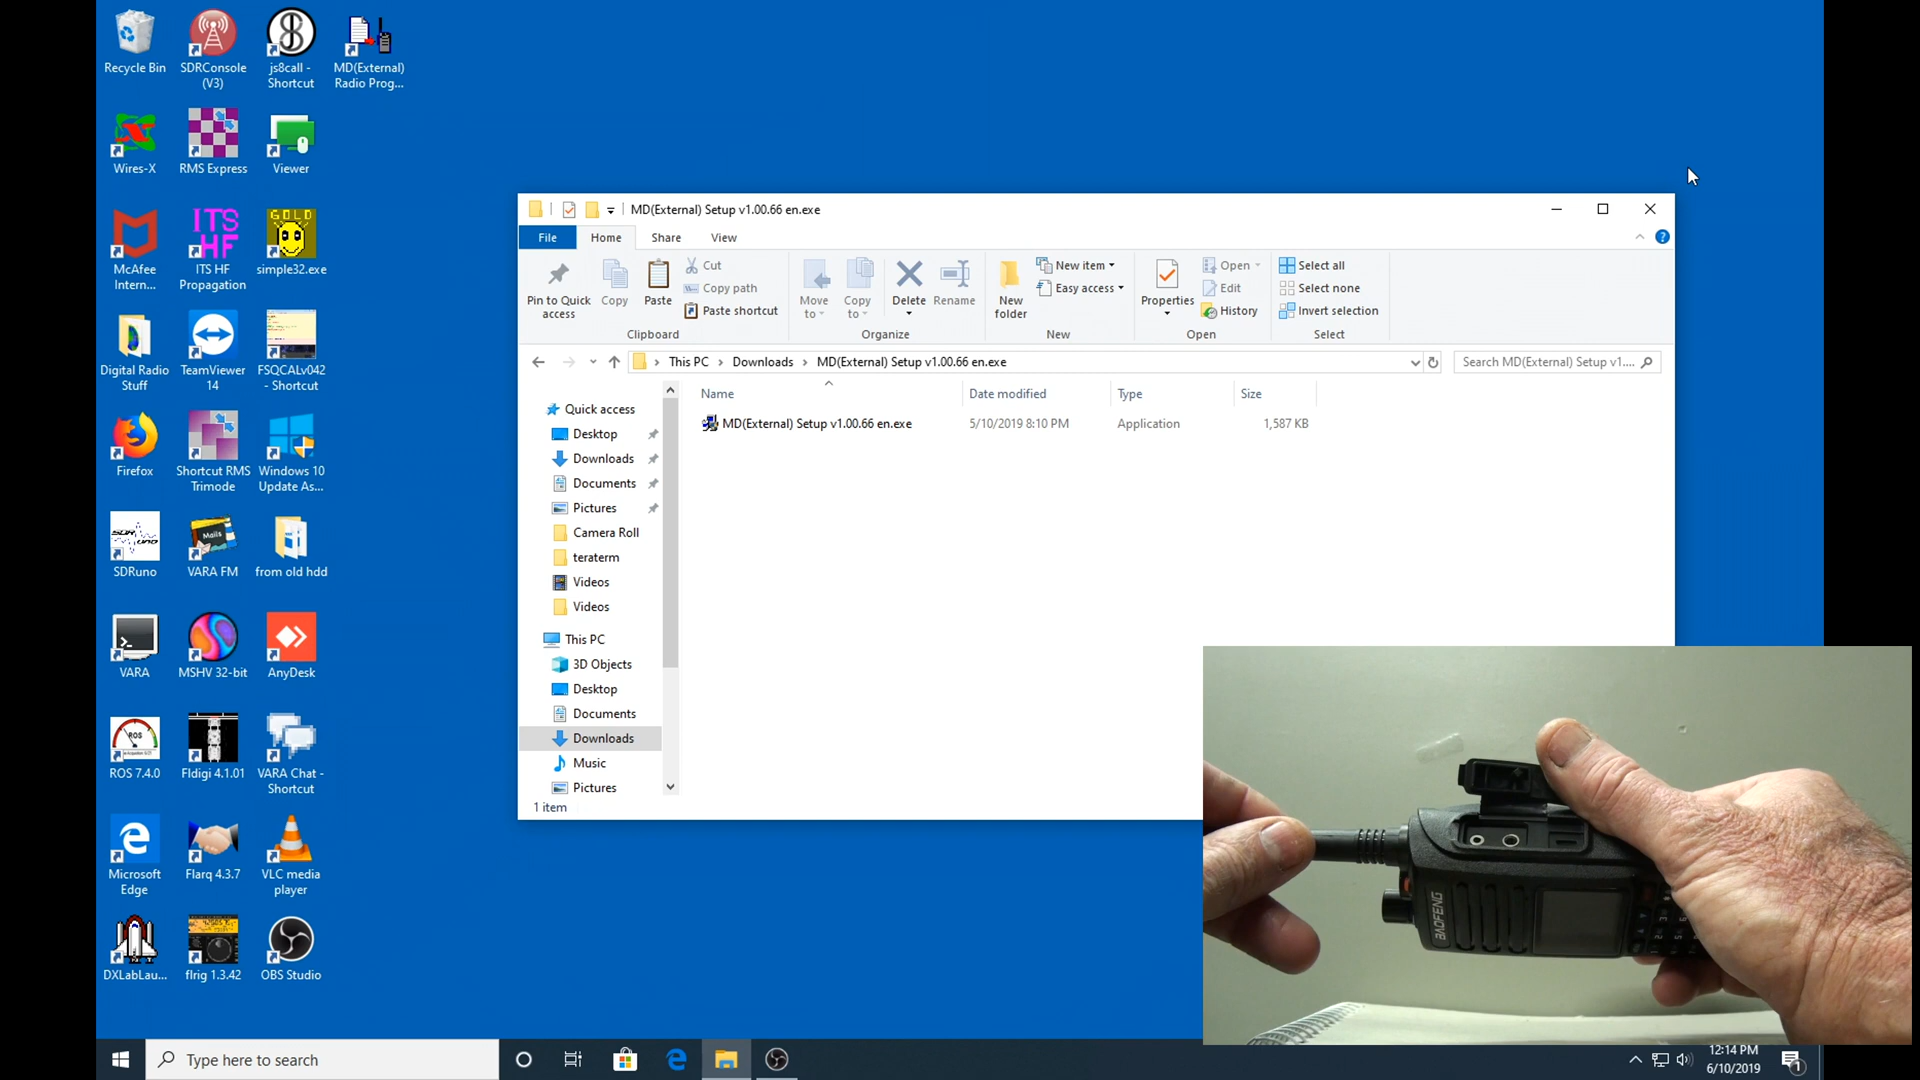 Recycle Bin
SDRConsole
(V3)
js8call -
Shortcut
MD(External)
Radio Prog...
Wires-X
RMS Express
Viewer
McAfee
Intern...
ITS
HF
ITS HF
Propagation
GOLD
simple32.exe
Digital Radio
Stuff
TeamViewer
14
FSQCALv042
- Shortcut
Firefox
Shortcut RMS
Trimode
Windows 10
Update As...
SDRuno
Mails
VARA FM
from old hdd
VARA
MSHV 32-bit
AnyDesk
ROS
ROS 7.4.0
Fldigi 4.1.01
VARA Chat -
Shortcut
Microsoft
Edge
Flarq 4.3.7
VLC media
player
DXLabLau...
flrig 1.3.42
OBS Studio
MD(External) Setup v1.00.66 en.exe
File Home Share View
Pin to Quick
access
Copy
Paste
Cut
Copy path
Paste shortcut
Clipboard
Move
to
Copy
to
Delete
Rename
Organize
New
folder
New item
Easy access
New
Properties
Open
Edit
History
Open
Select all
Select none
Invert selection
Select
This PC > Downloads > MD(External) Setup v1.00.66 en.exe
Search MD(External) Setup v1....
Name Date modified Type Size
MD(External) Setup v1.00.66 en.exe 5/10/2019 8:10 PM Application 1,587 KB
Quick access
Desktop
Downloads
Documents
Pictures
Camera Roll
teraterm
Videos
Videos
This PC
3D Objects
Desktop
Documents
Downloads
Music
Pictures
1 item
BAOFENG
Type here to search
12:14 PM
6/10/2019
1